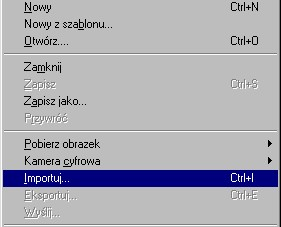 Nowy Ctrl+N
Nowy z szablonu...
Otwórz.... Ctrl+O
Zamknij
Zapisz Ctrl+S
Zapisz jako...
Przywróć
Pobierz obrazek
Kamera cyfrowa
Importuj... Ctrl+I
Eksportuj... Ctrl+E
Wyślij...